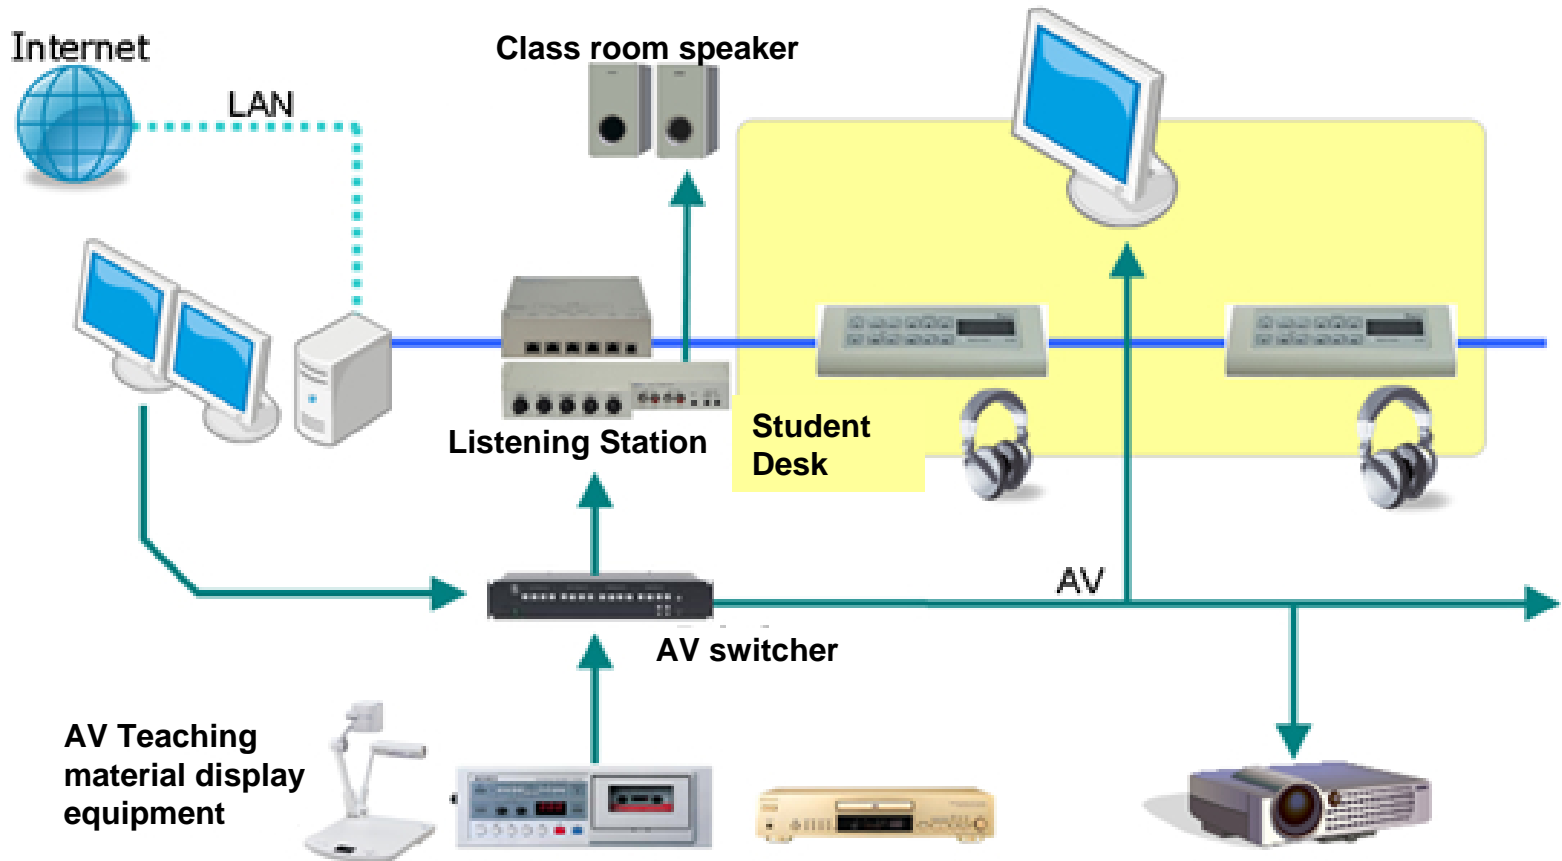 Internet
LAN
Class room speaker
Listening Station
Student
Desk
AV
AV switcher
AV Teaching
material display
equipment